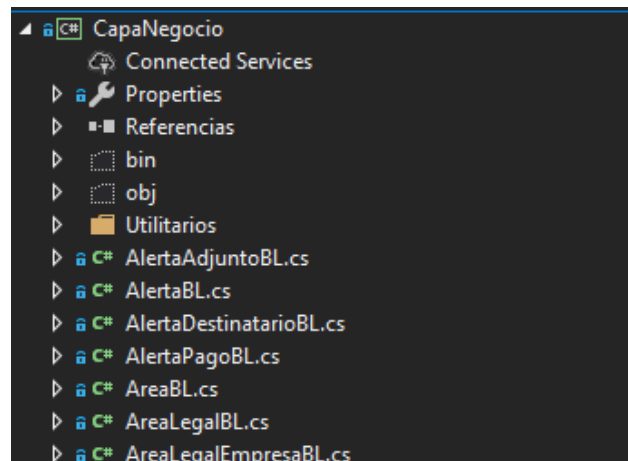 C# CapaNegocio
Connected Services
Properties
Referencias
bin
obj
Utilitarios
C# AlertaAdjuntoBL.cs
C# AlertaBL.cs
C# AlertaDestinatarioBL.cs
C# AlertaPagoBL.cs
C# AreaBL.cs
C# AreaLegalBL.cs
C# AreaLegalEmpresaBL.cs